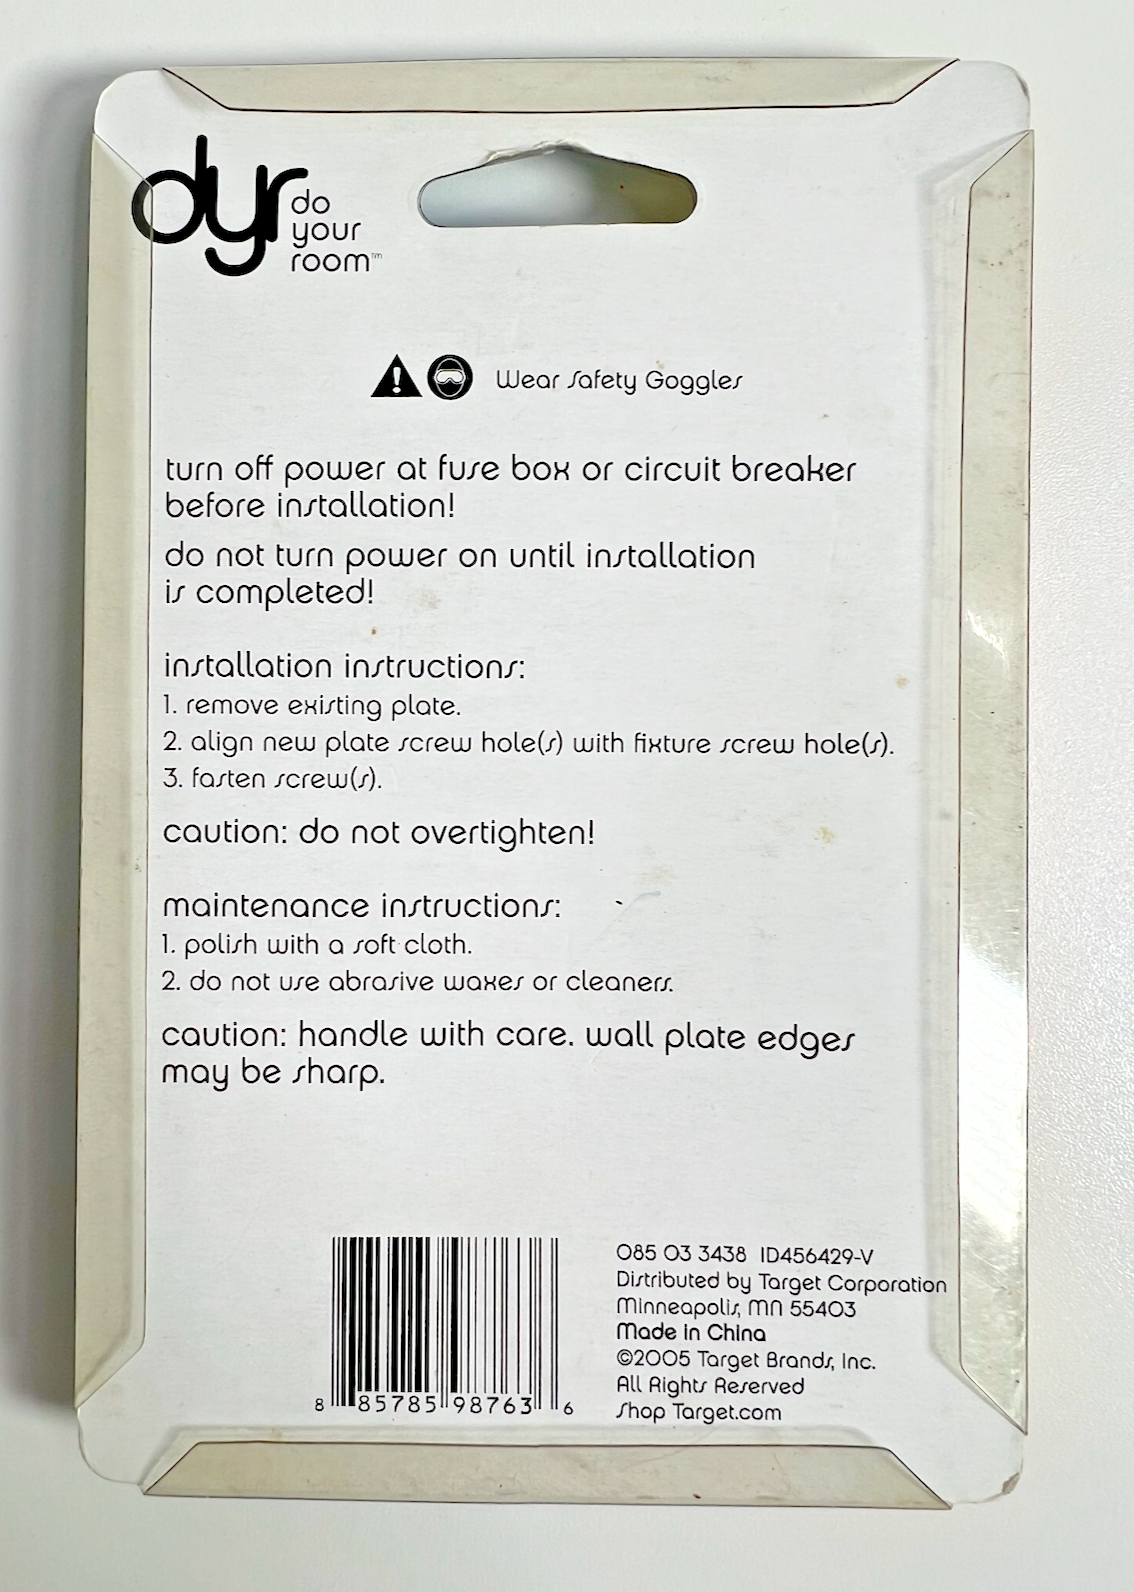 dyr do
your
room™
Wear Safety Goggles
turn off power at fuse box or circuit breaker
before installation!
do not turn power on until installation
is completed!
installation instructions:
1. remove existing plate.
2. align new plate screw hole(s) with fixture screw hole(s).
3. fasten screw(s).
caution: do not overtighten!
maintenance instructions:
1. polish with a soft cloth.
2. do not use abrasive waxes or cleaners.
caution: handle with care. wall plate edges
may be sharp.
085 03 3438 ID456429-V
Distributed by Target Corporation
Minneapolis, MN 55403
Made in China
©2005 Target Brands, Inc.
All Rights Reserved
Shop Target.com
8 85785 98763 6